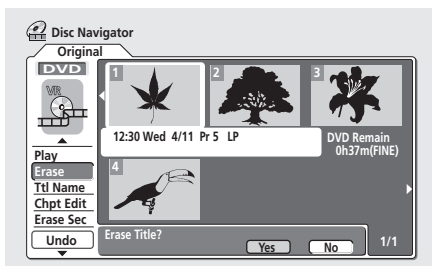 Disc Navigator
Original
DVD
VR
Play
Erase
Ttl Name
Chpt Edit
Erase Sec
Undo
1
2
3
12:30 Wed 4/11 Pr 5 LP
DVD Remain
0h37m(FINE)
4
Erase Title?
Yes
No
1/1